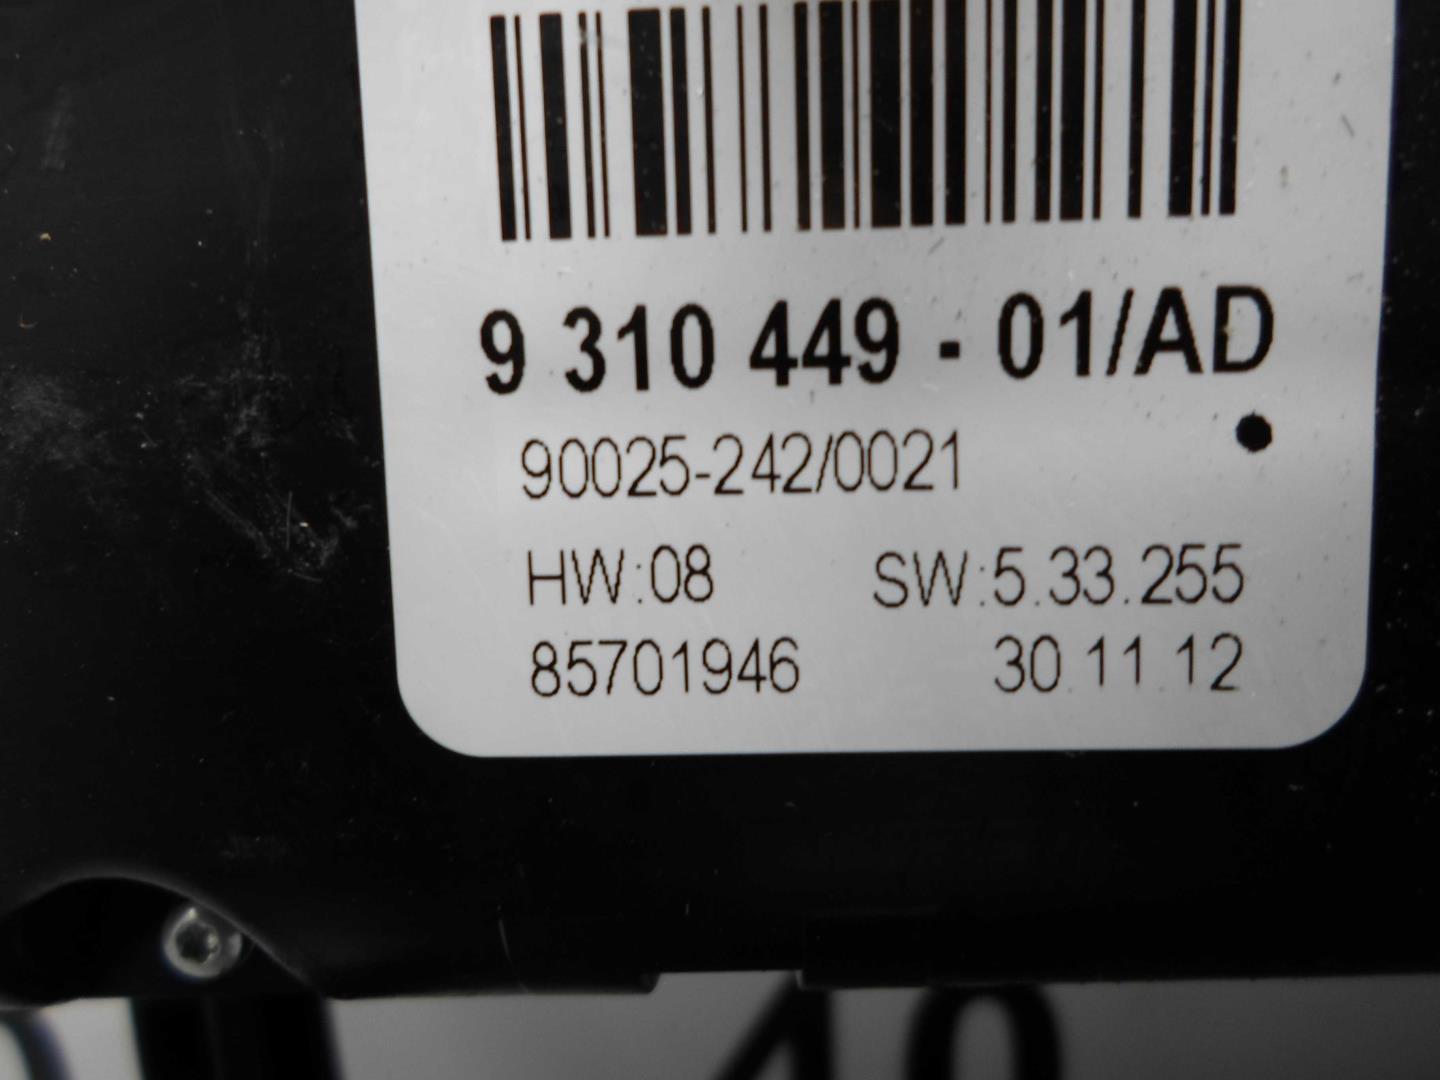 9 310 449 - 01/AD
90025-242/0021
HW:08 SW:5.33.255
85701946 30.11.12